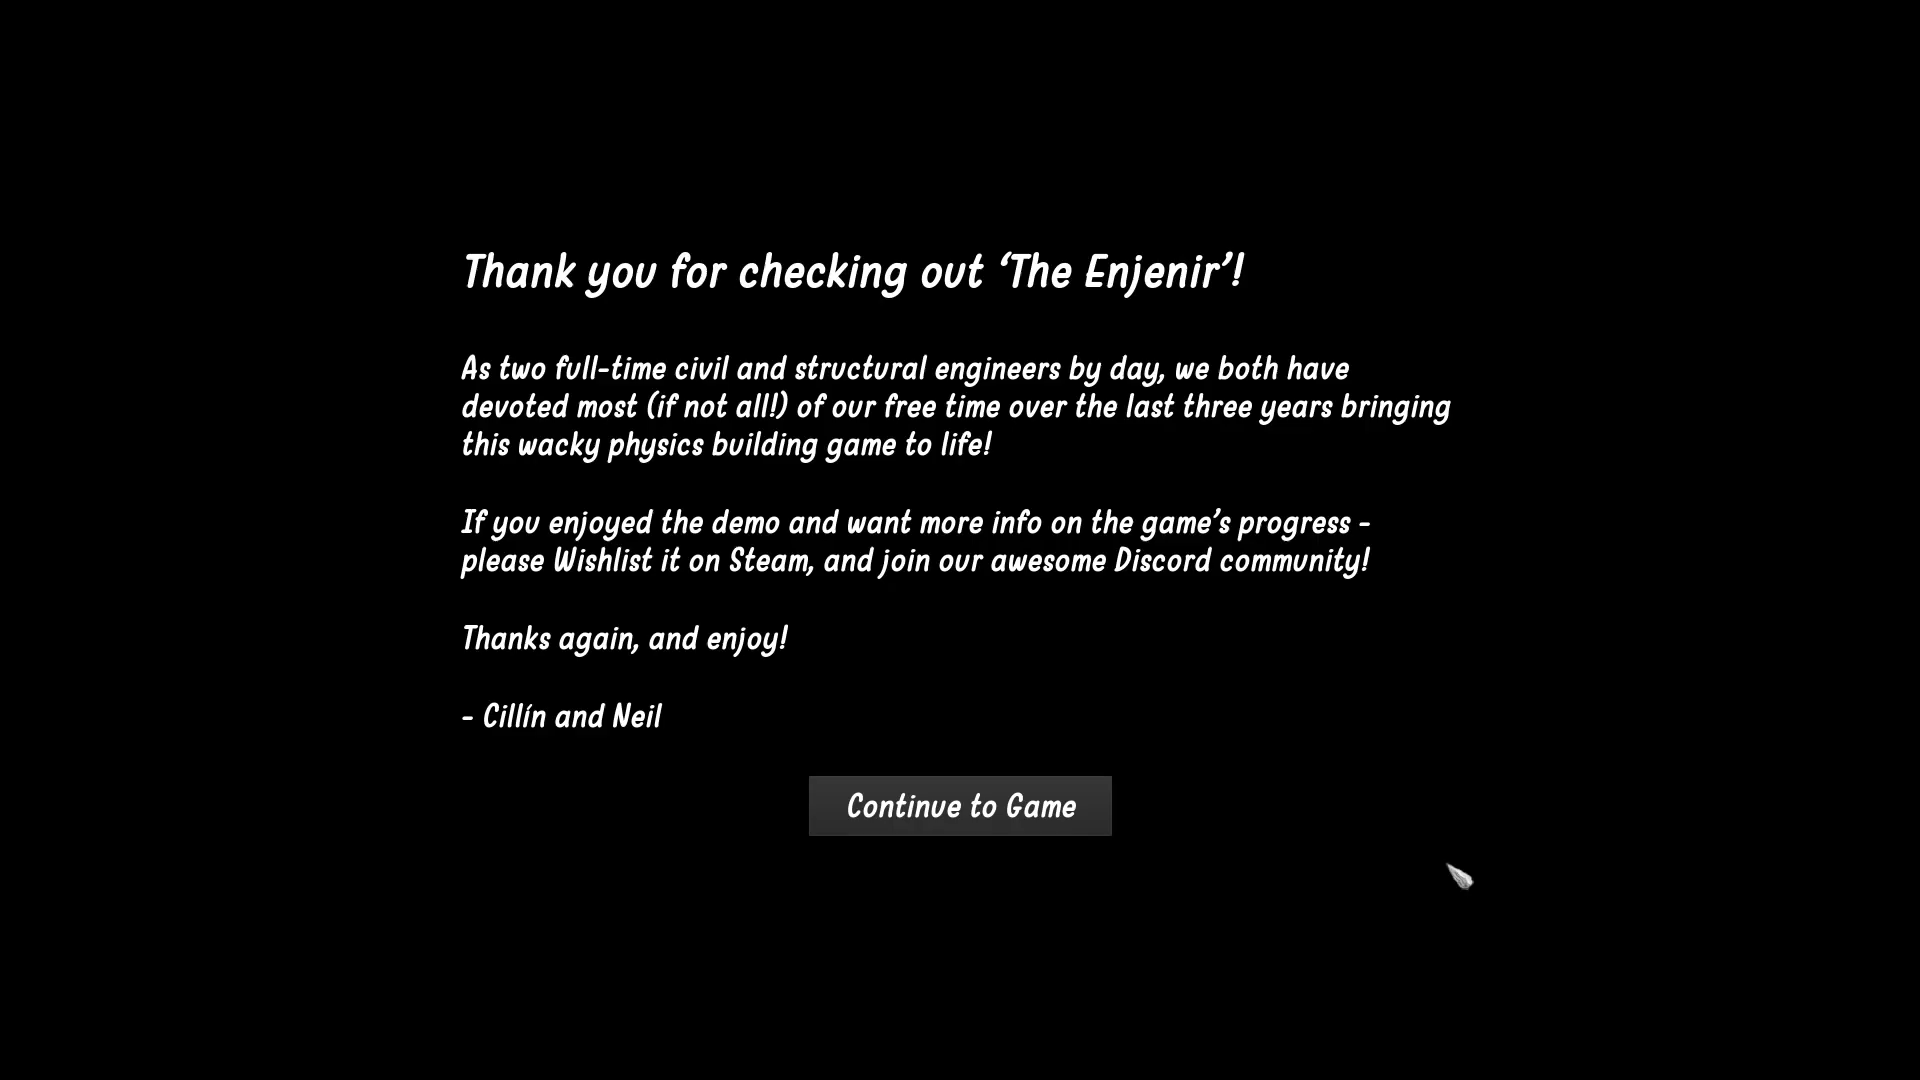 Thank you for checking out ‘The Enjenir’!
As two full-time civil and structural engineers by day, we both have
devoted most (if not all!) of our free time over the last three years bringing
this wacky physics building game to life!
If you enjoyed the demo and want more info on the game’s progress -
please Wishlist it on Steam, and join our awesome Discord community!
Thanks again, and enjoy!
- Cillín and Neil
Continue to Game